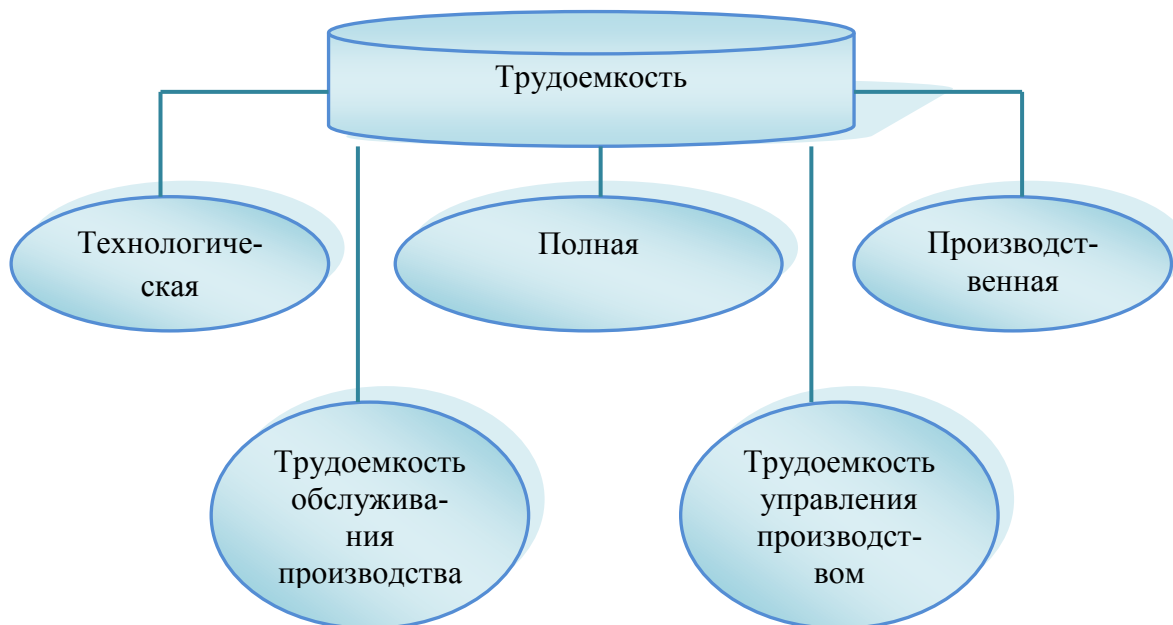 Трудоемкость
Технологиче-
ская
Полная
Производст-
венная
Трудоемкость
обслужива-
ния
производства
Трудоемкость
управления
производст-
вом